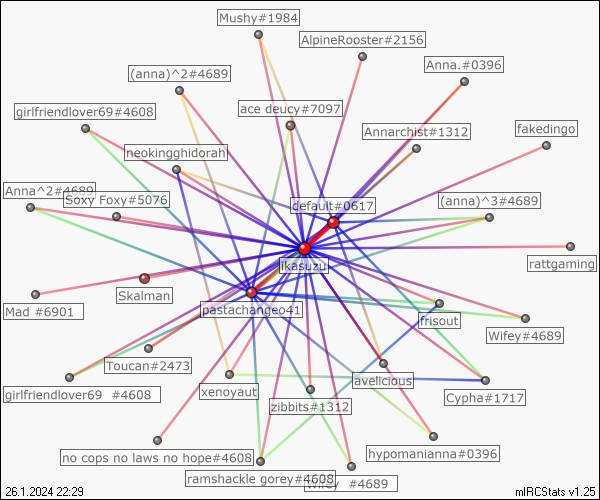 Mushy#1984
AlpineRooster#2156
Anna.#0396
(anna)^2#4689
ace deucy#7097
girlfriendlover69#4608
Annarchist#1312
fakedingo
neokingghidorah
Anna^2#4689
Soxy Foxy#5076
default#0617
(anna)^3#4689
ikasuzu
rattgaming
Skalman
Mad #6901
pastachangeo41
frisout
Wifey#4689
Toucan#2473
avelicious
girlfriendlover69 #4608
xenoyaut
Cypha#1717
zibbits#1312
no cops no laws no hope#4608
hypomanianna#0396
ramshackle gorey#4608
Wifey #4689
26.1.2024 22:29
mIRCStats v1.25